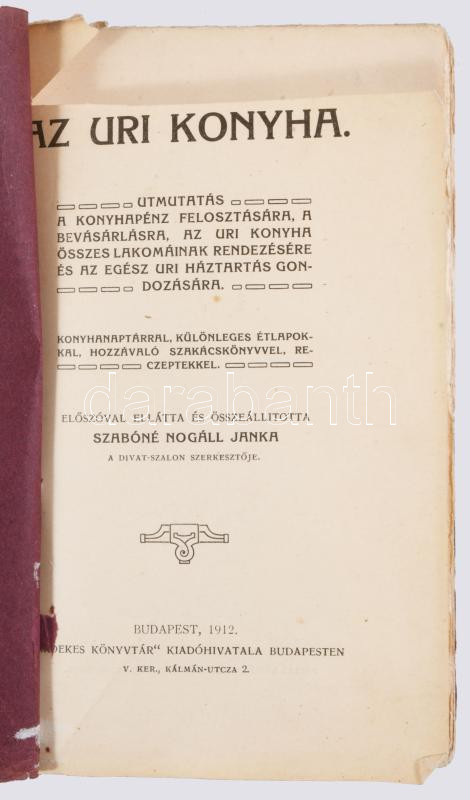 AZ URI KONYHA.
UTMUTATÁS
A KONYHAPÉNZ FELOSZTÁSÁRA, A
BEVÁSÁRLÁSRA, AZ URI KONYHA
ÖSSZES LAKOMÁINAK RENDEZÉSÉRE
ÉS AZ EGÉSZ URI HÁZTARTÁS GON-
DOZÁSÁRA.
KONYHANAPTÁRRAL, KÜLÖNLEGES ÉTLAPOK-
KAL, HOZZÁVALÓ SZAKÁCSKÖNYVVEL, RE-
CZEPTEKKEL.
darabanth
ELŐSZÓVAL ELLÁTTA ÉS ÖSSZEÁLLITOTTA
SZABÓNÉ NOGÁLL JANKA
A DIVAT-SZALON SZERKESZTŐJE.
BUDAPEST, 1912.
DEKES KÖNYVTÁR“ KIADÓHIVATALA BUDAPESTEN
V. KER., KÁLMÁN-UTCZA 2.